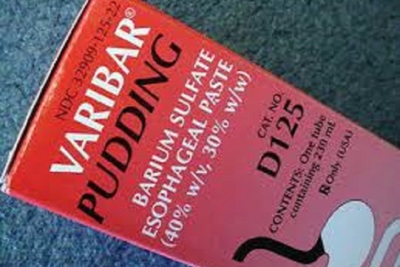 NDC 32909-125-22
VARIBAR®
PUDDING
BARIUM SULFATE
ESOPHAGEAL PASTE
(40% w/v, 30% w/w)
CAT. NO.
D125
CONTENTS: One tube
containing 230 mL
℞ Only (USA)